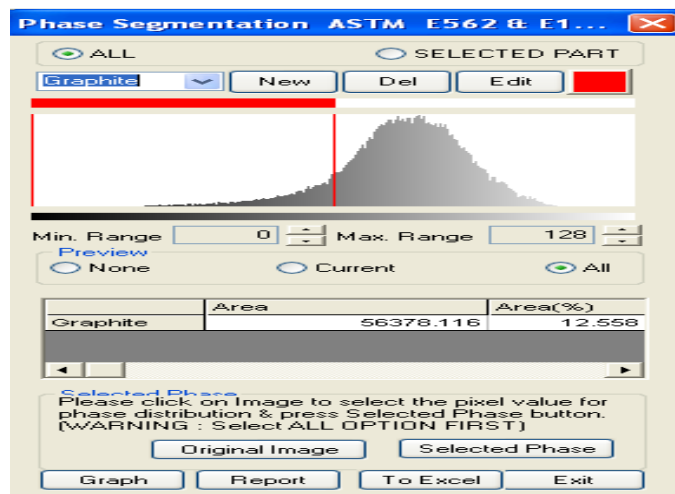 Phase Segmentation ASTM E562 & E1...
ALL SELECTED PART
Graphite New Del Edit
Min. Range 0 Max. Range 128
Preview
None Current All
Area Area(%)
Graphite 56378.116 12.558
Selected Phase
Please click on Image to select the pixel value for
phase distribution & press Selected Phase button.
(WARNING : Select ALL OPTION FIRST)
Original Image Selected Phase
Graph Report To Excel Exit